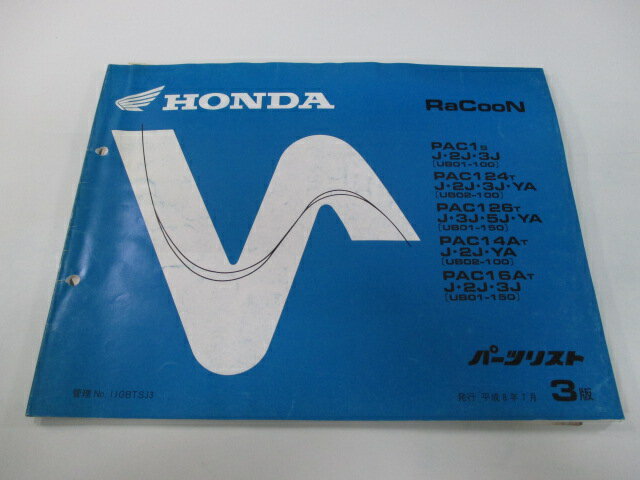 HONDA
RaCooN
PAC1S
J・2J・3J
[UB01-100]
PAC124T
J・2J・3J・YA
[UB02-100]
PAC126T
J・3J・5J・YA
[UB01-150]
PAC14AT
J・2J・YA
[UB02-100]
PAC16AT
J・2J・3J
[UB01-150]
パーツリスト
管理No.11GBTSJ3
発行 平成8年7月 3版